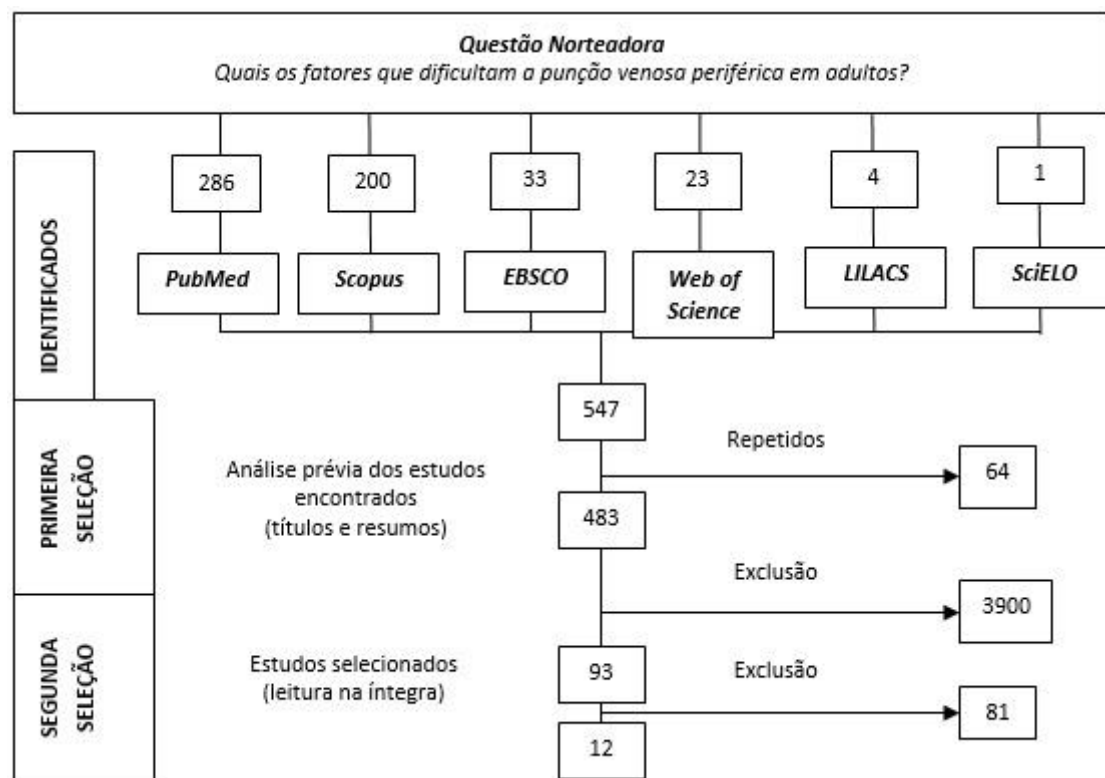 Questão Norteadora
Quais os fatores que dificultam a punção venosa periférica em adultos?
286
200
33
23
4
1
PubMed
Scopus
EBSCO
Web of
Science
LILACS
SciELO
IDENTIFICADOS
547
Repetidos
64
PRIMEIRA
SELEÇÃO
Análise prévia dos estudos
encontrados
(títulos e resumos)
483
Exclusão
3900
SEGUNDA
SELEÇÃO
Estudos selecionados
(leitura na íntegra)
93
Exclusão
81
12